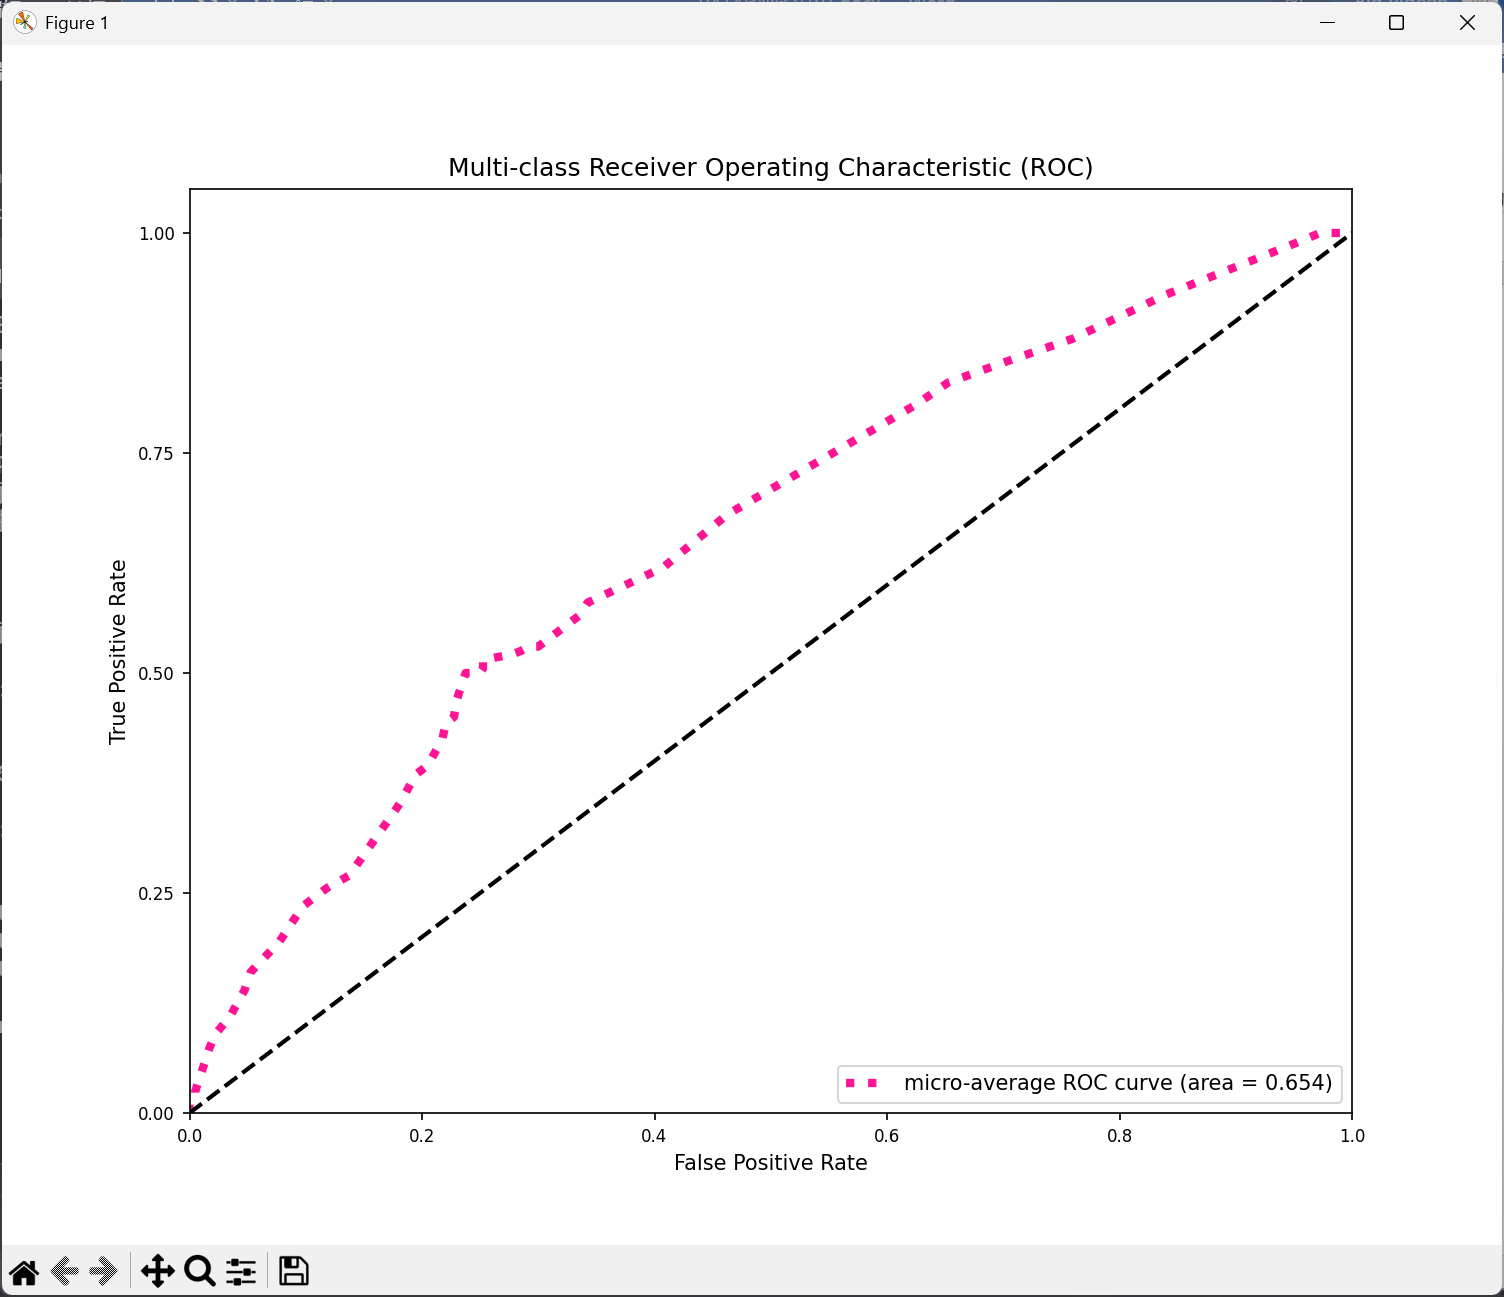 Figure 1
Multi-class Receiver Operating Characteristic (ROC)
1.00
0.75
0.50
0.25
0.00
True Positive Rate
0.0 0.2 0.4 0.6 0.8 1.0
False Positive Rate
micro-average ROC curve (area = 0.654)